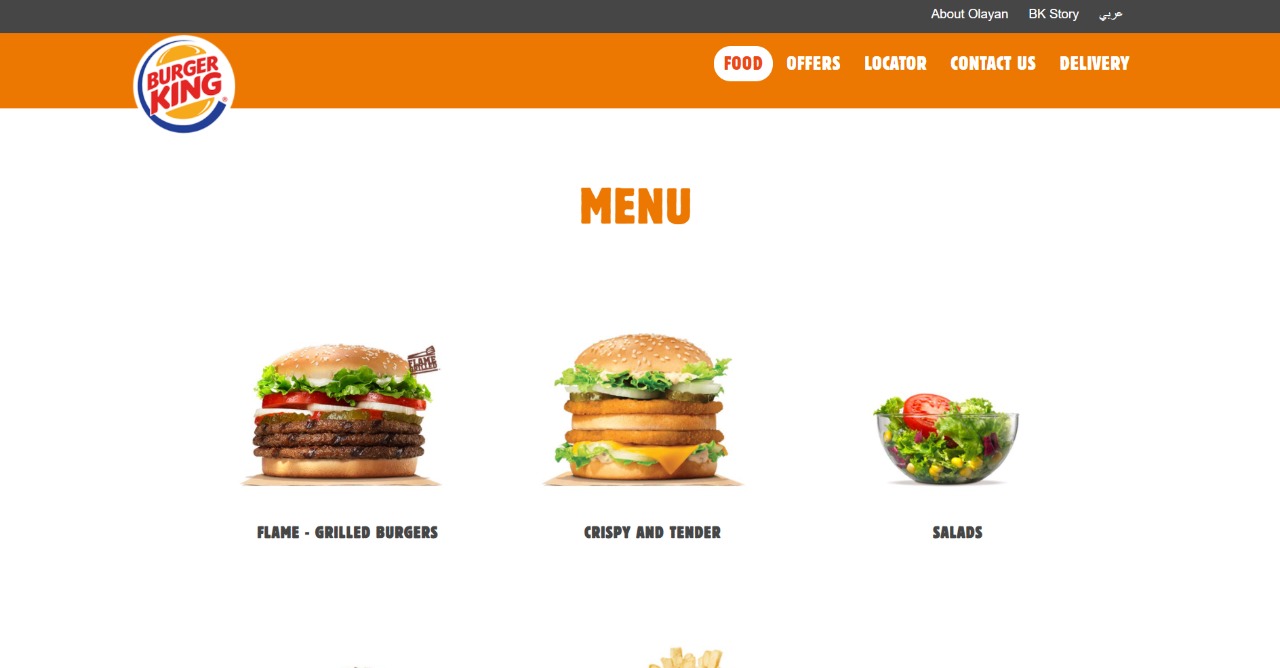 About Olayan BK Story عربي
BURGER
KING
®
FOOD OFFERS LOCATOR CONTACT US DELIVERY
MENU
FLAME
FLAME - GRILLED BURGERS CRISPY AND TENDER SALADS